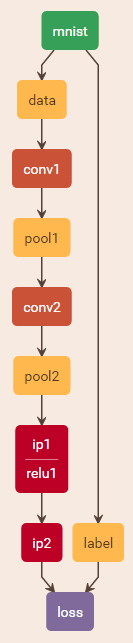 mnist
data
conv1
pool1
conv2
pool2
ip1
relu1
ip2
label
loss